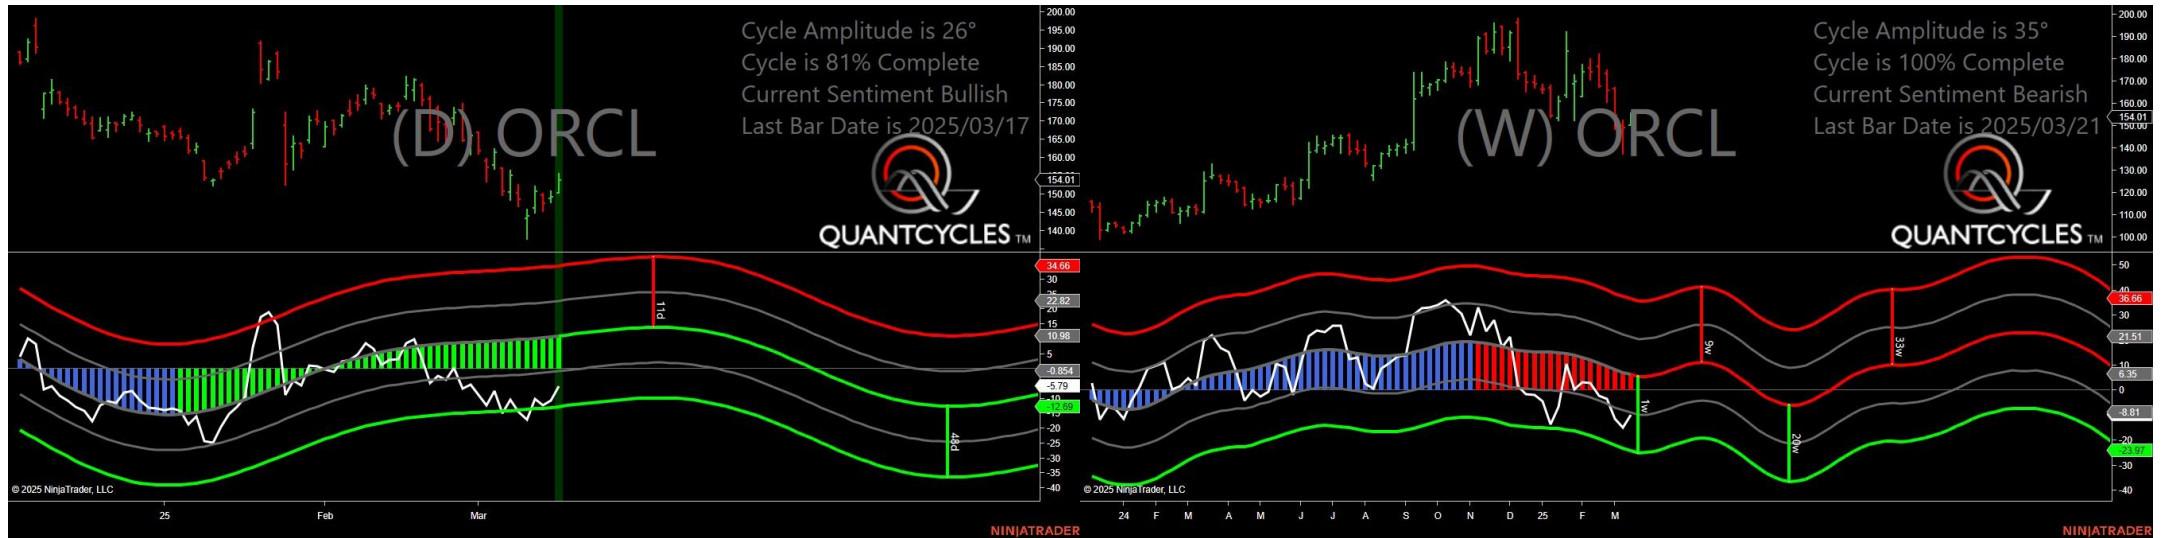 Cycle Amplitude is 26°
Cycle is 81% Complete
Current Sentiment Bullish
Last Bar Date is 2025/03/17
(D) ORCL
QUANTCYCLES TM
200.00
195.00
190.00
185.00
180.00
175.00
170.00
165.00
160.00
154.01
150.00
145.00
140.00
34.66
30
22.82
20
15
10.98
5
-0.854
-5.79
-12.69
-20
-25
-30
-35
-40
11d
48d
© 2025 NinjaTrader, LLC
25 Feb Mar
NINJATRADER
Cycle Amplitude is 35°
Cycle is 100% Complete
Current Sentiment Bearish
Last Bar Date is 2025/03/21
(W) ORCL
QUANTCYCLES TM
200.00
190.00
180.00
170.00
160.00
154.01
150.00
140.00
130.00
120.00
110.00
100.00
50
36.66
30
21.51
10
6.35
0
-8.81
-20
-23.97
-30
-40
1w
9w
20w
33w
© 2025 NinjaTrader, LLC
24 F M A M J J A S O N D 25 F M
NINJATRADER